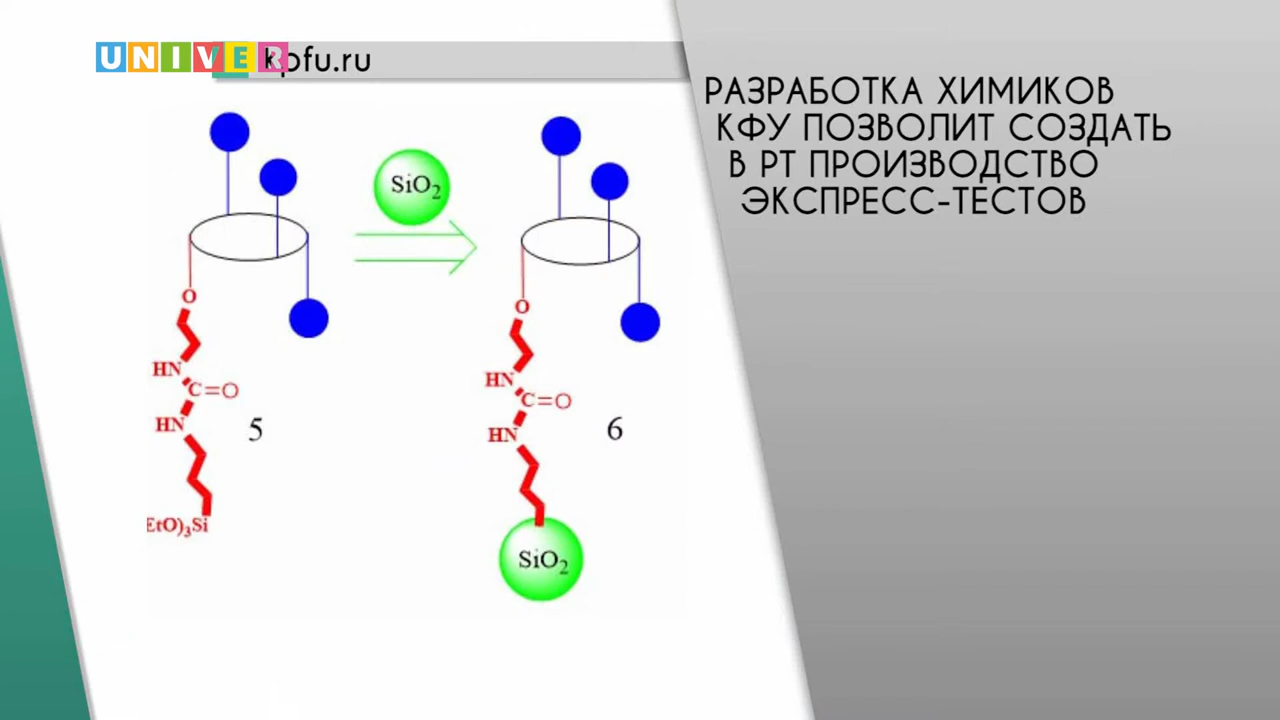 UNIVER
kpfu.ru
РАЗРАБОТКА ХИМИКОВ
КФУ ПОЗВОЛИТ СОЗДАТЬ
В РТ ПРОИЗВОДСТВО
ЭКСПРЕСС-ТЕСТОВ
SiO₂
O
HN
C=O
HN
5
EtO)₃Si
O
HN
C=O
HN
6
SiO₂